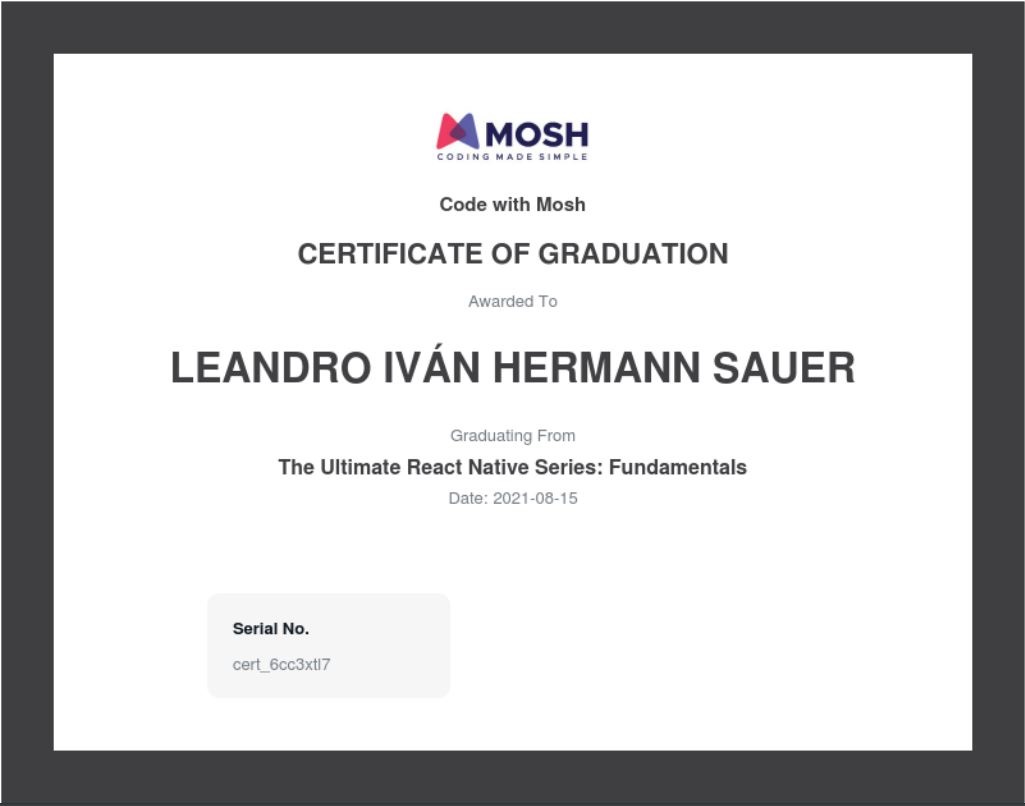 MOSH
CODING MADE SIMPLE
Code with Mosh
CERTIFICATE OF GRADUATION
Awarded To
LEANDRO IVÁN HERMANN SAUER
Graduating From
The Ultimate React Native Series: Fundamentals
Date: 2021-08-15
Serial No.
cert_6cc3xtl7